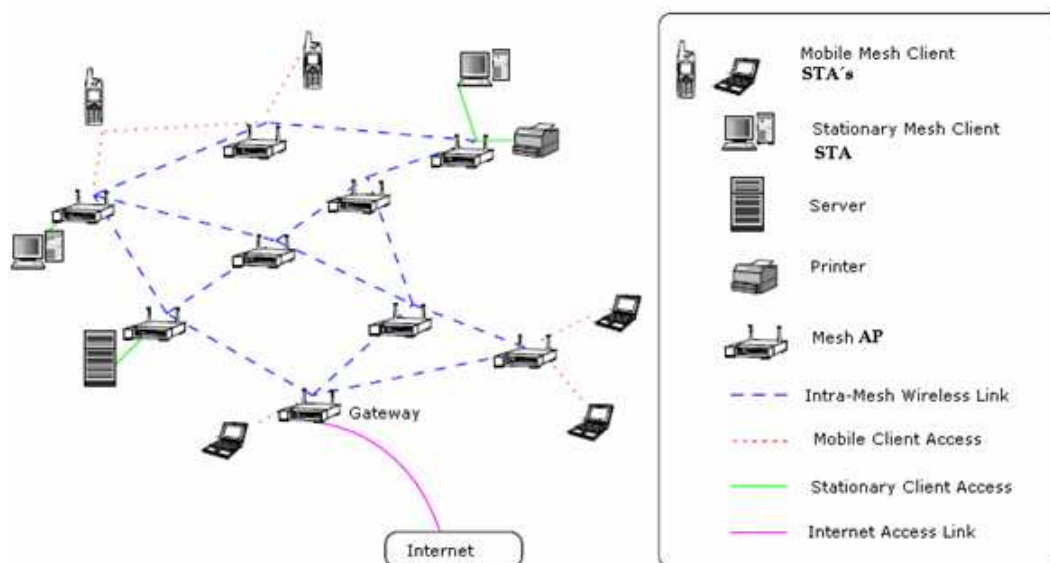 Gateway
Internet
Mobile Mesh Client
STA´s
Stationary Mesh Client
STA
Server
Printer
Mesh AP
Intra-Mesh Wireless Link
Mobile Client Access
Stationary Client Access
Internet Access Link